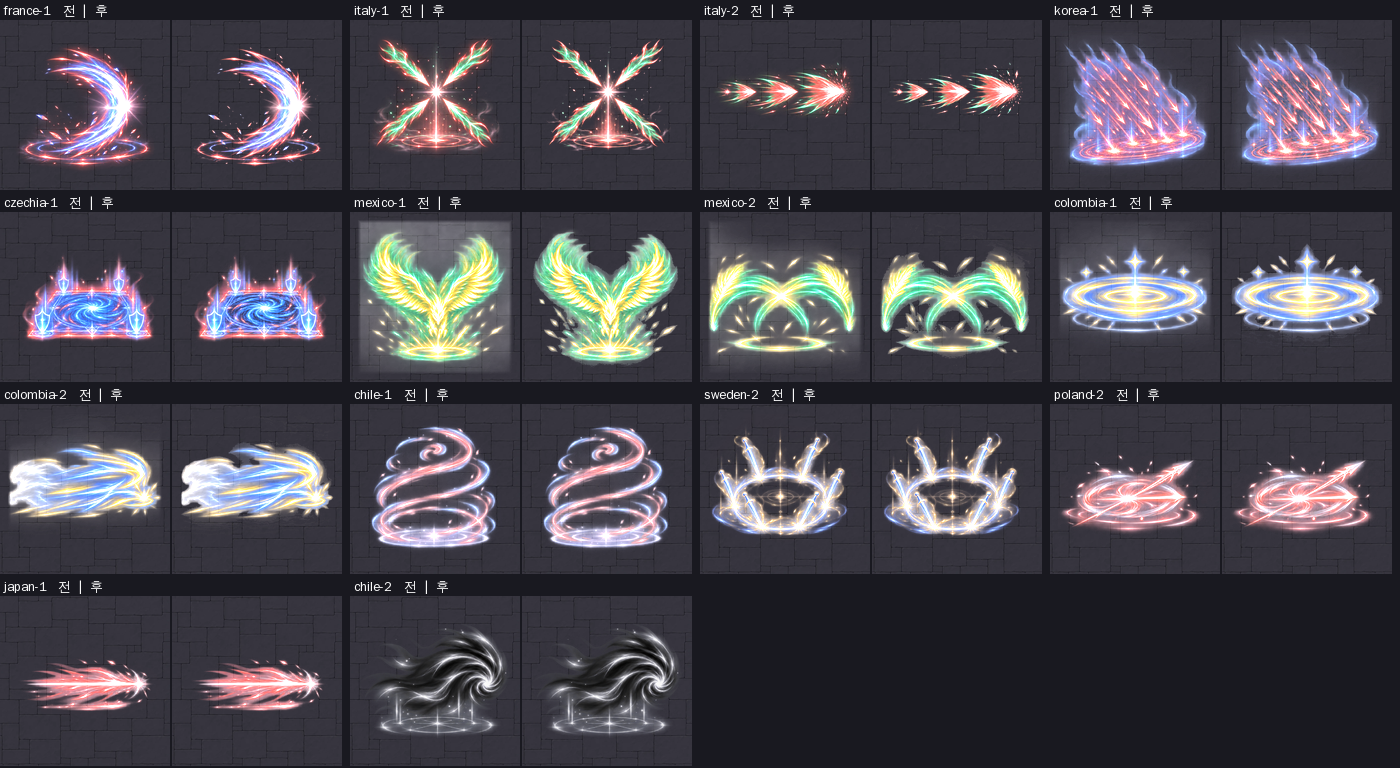 france-1 전 | 후
italy-1 전 | 후
italy-2 전 | 후
korea-1 전 | 후
czechia-1 전 | 후
mexico-1 전 | 후
mexico-2 전 | 후
colombia-1 전 | 후
colombia-2 전 | 후
chile-1 전 | 후
sweden-2 전 | 후
poland-2 전 | 후
japan-1 전 | 후
chile-2 전 | 후